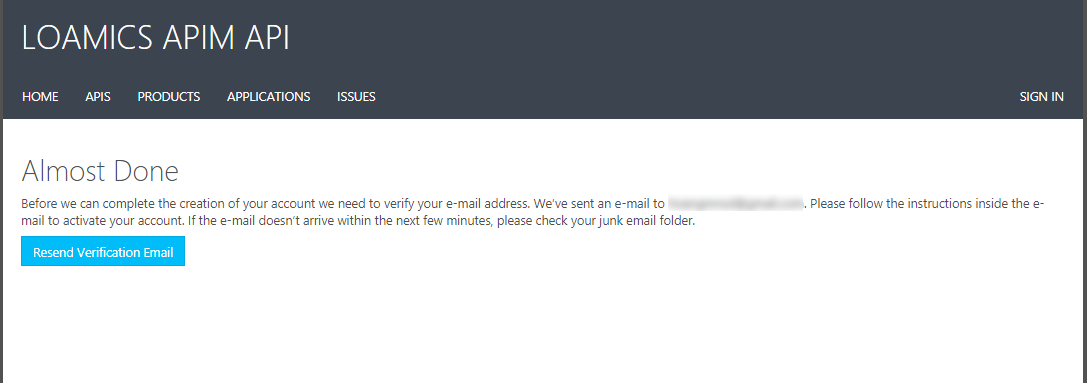 LOAMICS APIM API
HOME APIS PRODUCTS APPLICATIONS ISSUES SIGN IN
Almost Done
Before we can complete the creation of your account we need to verify your e-mail address. We've sent an e-mail to . Please follow the instructions inside the e-
mail to activate your account. If the e-mail doesn't arrive within the next few minutes, please check your junk email folder.
Resend Verification Email